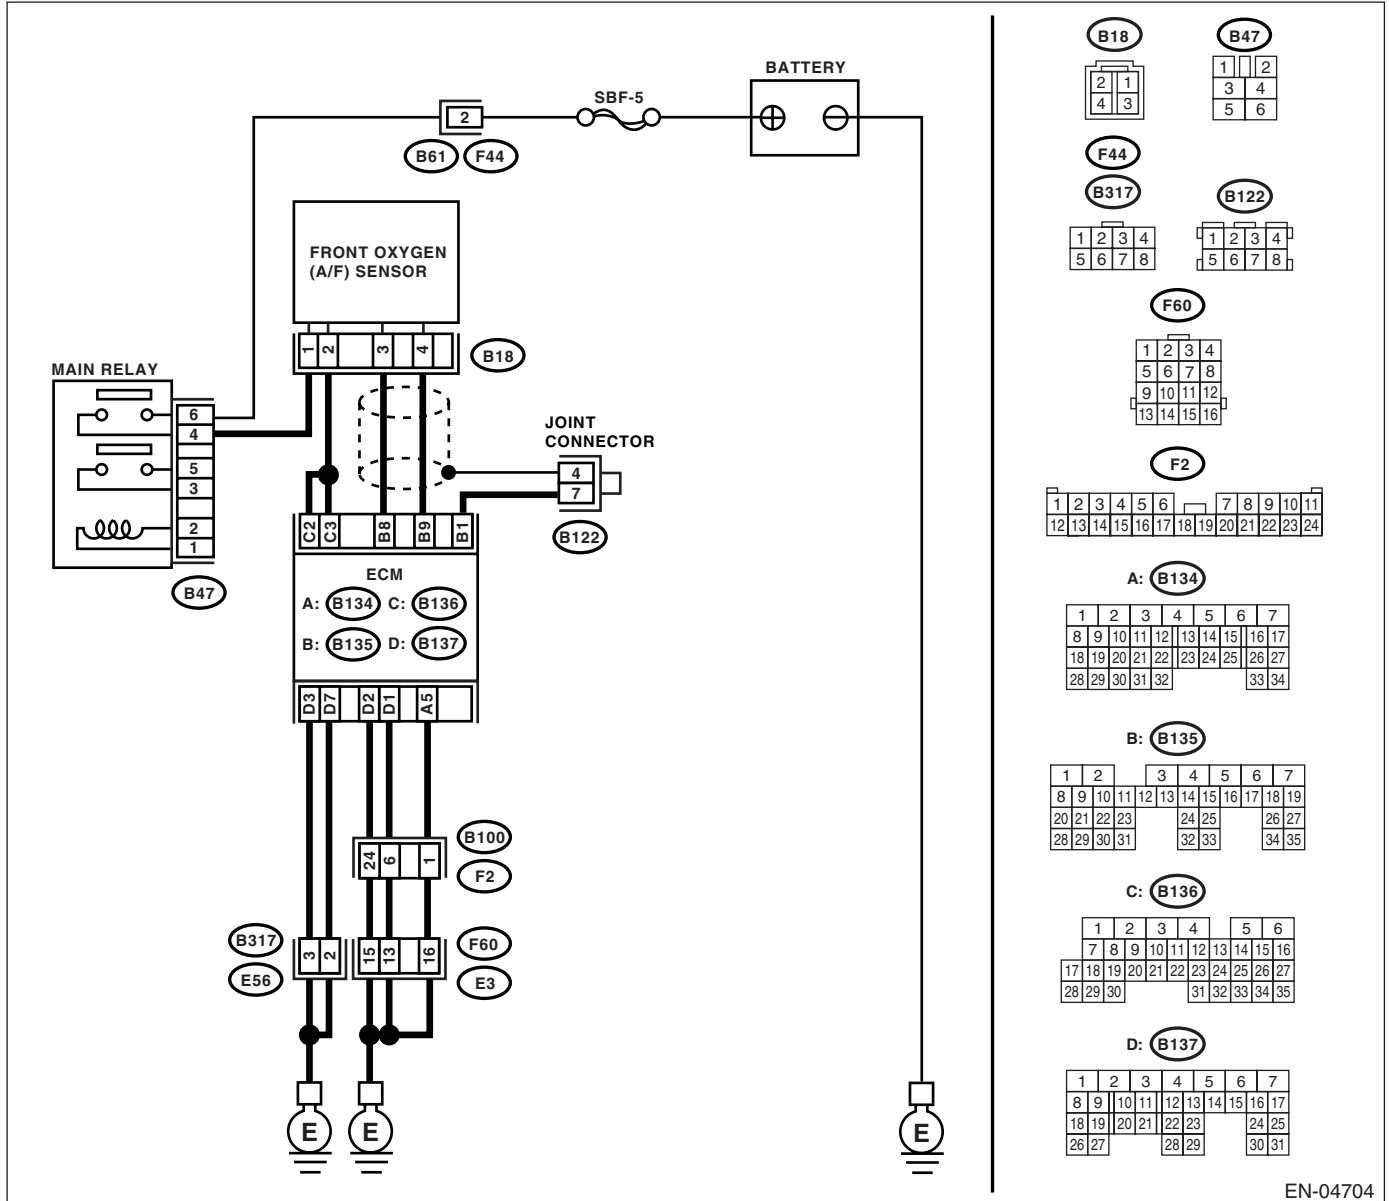 BATTERY
SBF-5
2
B61 F44
FRONT OXYGEN
(A/F) SENSOR
1 2 3 4
B18
MAIN RELAY
6
4
5
3
2
1
B47
JOINT
CONNECTOR
4
7
B122
C2 C3 B8 B9 B1
ECM
A: B134 C: B136
B: B135 D: B137
D3 D7 D2 D1 A5
24 6 1
B100
F2
B317
E56
3 2
15 13 16
F60
E3
E E E
B18
2 1
4 3
B47
1 2
3 4
5 6
F44
B317
1 2 3 4
5 6 7 8
B122
1 2 3 4
5 6 7 8
F60
1 2 3 4
5 6 7 8
9 10 11 12
13 14 15 16
F2
1 2 3 4 5 6 7 8 9 10 11
12 13 14 15 16 17 18 19 20 21 22 23 24
A: B134
1 2 3 4 5 6 7
8 9 10 11 12 13 14 15 16 17
18 19 20 21 22 23 24 25 26 27
28 29 30 31 32 33 34
B: B135
1 2 3 4 5 6 7
8 9 10 11 12 13 14 15 16 17 18 19
20 21 22 23 24 25 26 27
28 29 30 31 32 33 34 35
C: B136
1 2 3 4 5 6
7 8 9 10 11 12 13 14 15 16
17 18 19 20 21 22 23 24 25 26 27
28 29 30 31 32 33 34 35
D: B137
1 2 3 4 5 6 7
8 9 10 11 12 13 14 15 16 17
18 19 20 21 22 23 24 25
26 27 28 29 30 31
EN-04704